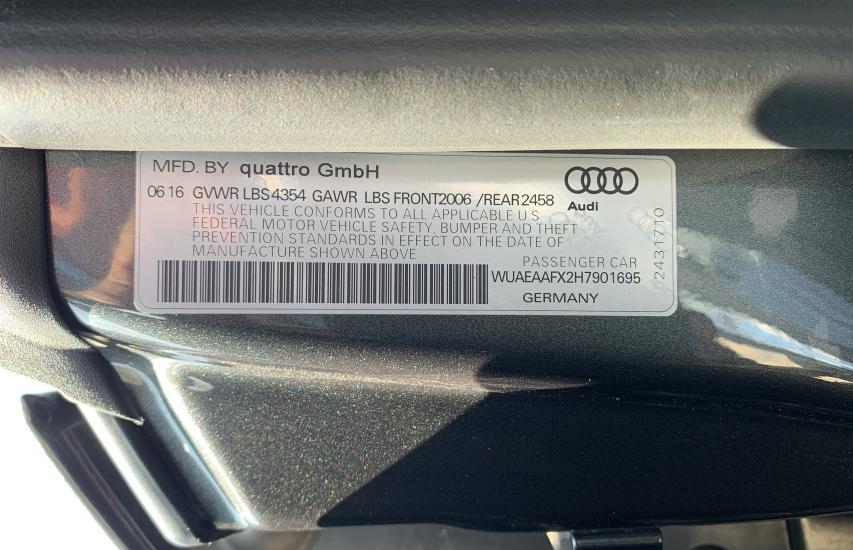 MFD. BY quattro GmbH
06 16 GVWR LBS 4354 GAWR LBS FRONT 2006 /REAR 2458
Audi
THIS VEHICLE CONFORMS TO ALL APPLICABLE U S
FEDERAL MOTOR VEHICLE SAFETY, BUMPER AND THEFT
PREVENTION STANDARDS IN EFFECT ON THE DATE OF
MANUFACTURE SHOWN ABOVE
PASSENGER CAR
WUAEAAFX2H7901695
GERMANY
62431710